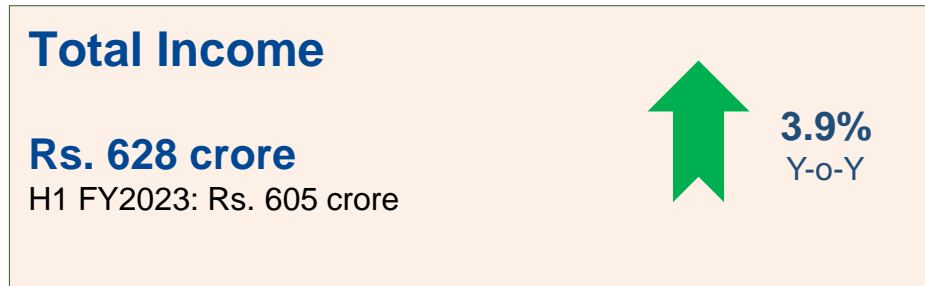 Total Income
Rs. 628 crore
H1 FY2023: Rs. 605 crore
3.9%
Y-o-Y